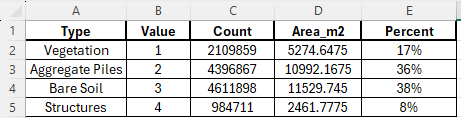 A B C D E
1 Type Value Count Area_m2 Percent
2 Vegetation 1 2109859 5274.6475 17%
3 Aggregate Piles 2 4396867 10992.1675 36%
4 Bare Soil 3 4611898 11529.745 38%
5 Structures 4 984711 2461.7775 8%